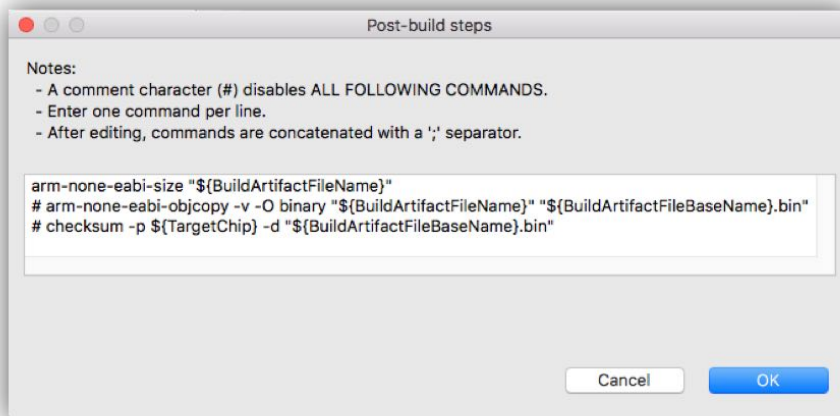 Post-build steps
Notes:
- A comment character (#) disables ALL FOLLOWING COMMANDS.
- Enter one command per line.
- After editing, commands are concatenated with a ';' separator.
arm-none-eabi-size "${BuildArtifactFileName}"
# arm-none-eabi-objcopy -v -O binary "${BuildArtifactFileName}" "${BuildArtifactFileBaseName}.bin"
# checksum -p ${TargetChip} -d "${BuildArtifactFileBaseName}.bin"
Cancel OK